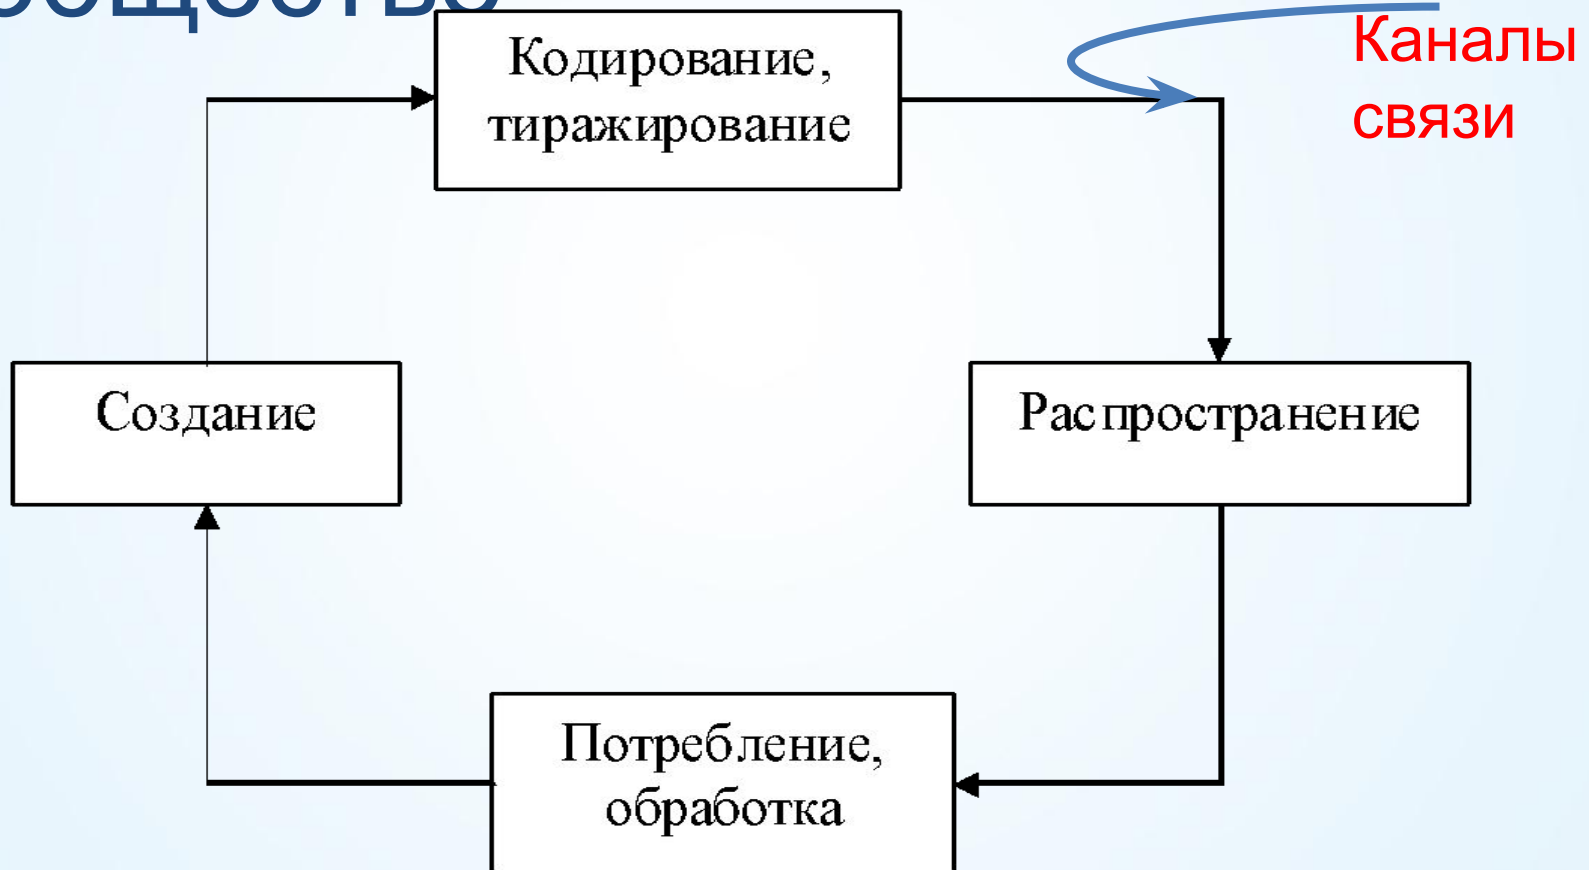 Каналы
связи
Кодирование,
тиражирование
Создание
Распространение
Потребление,
обработка